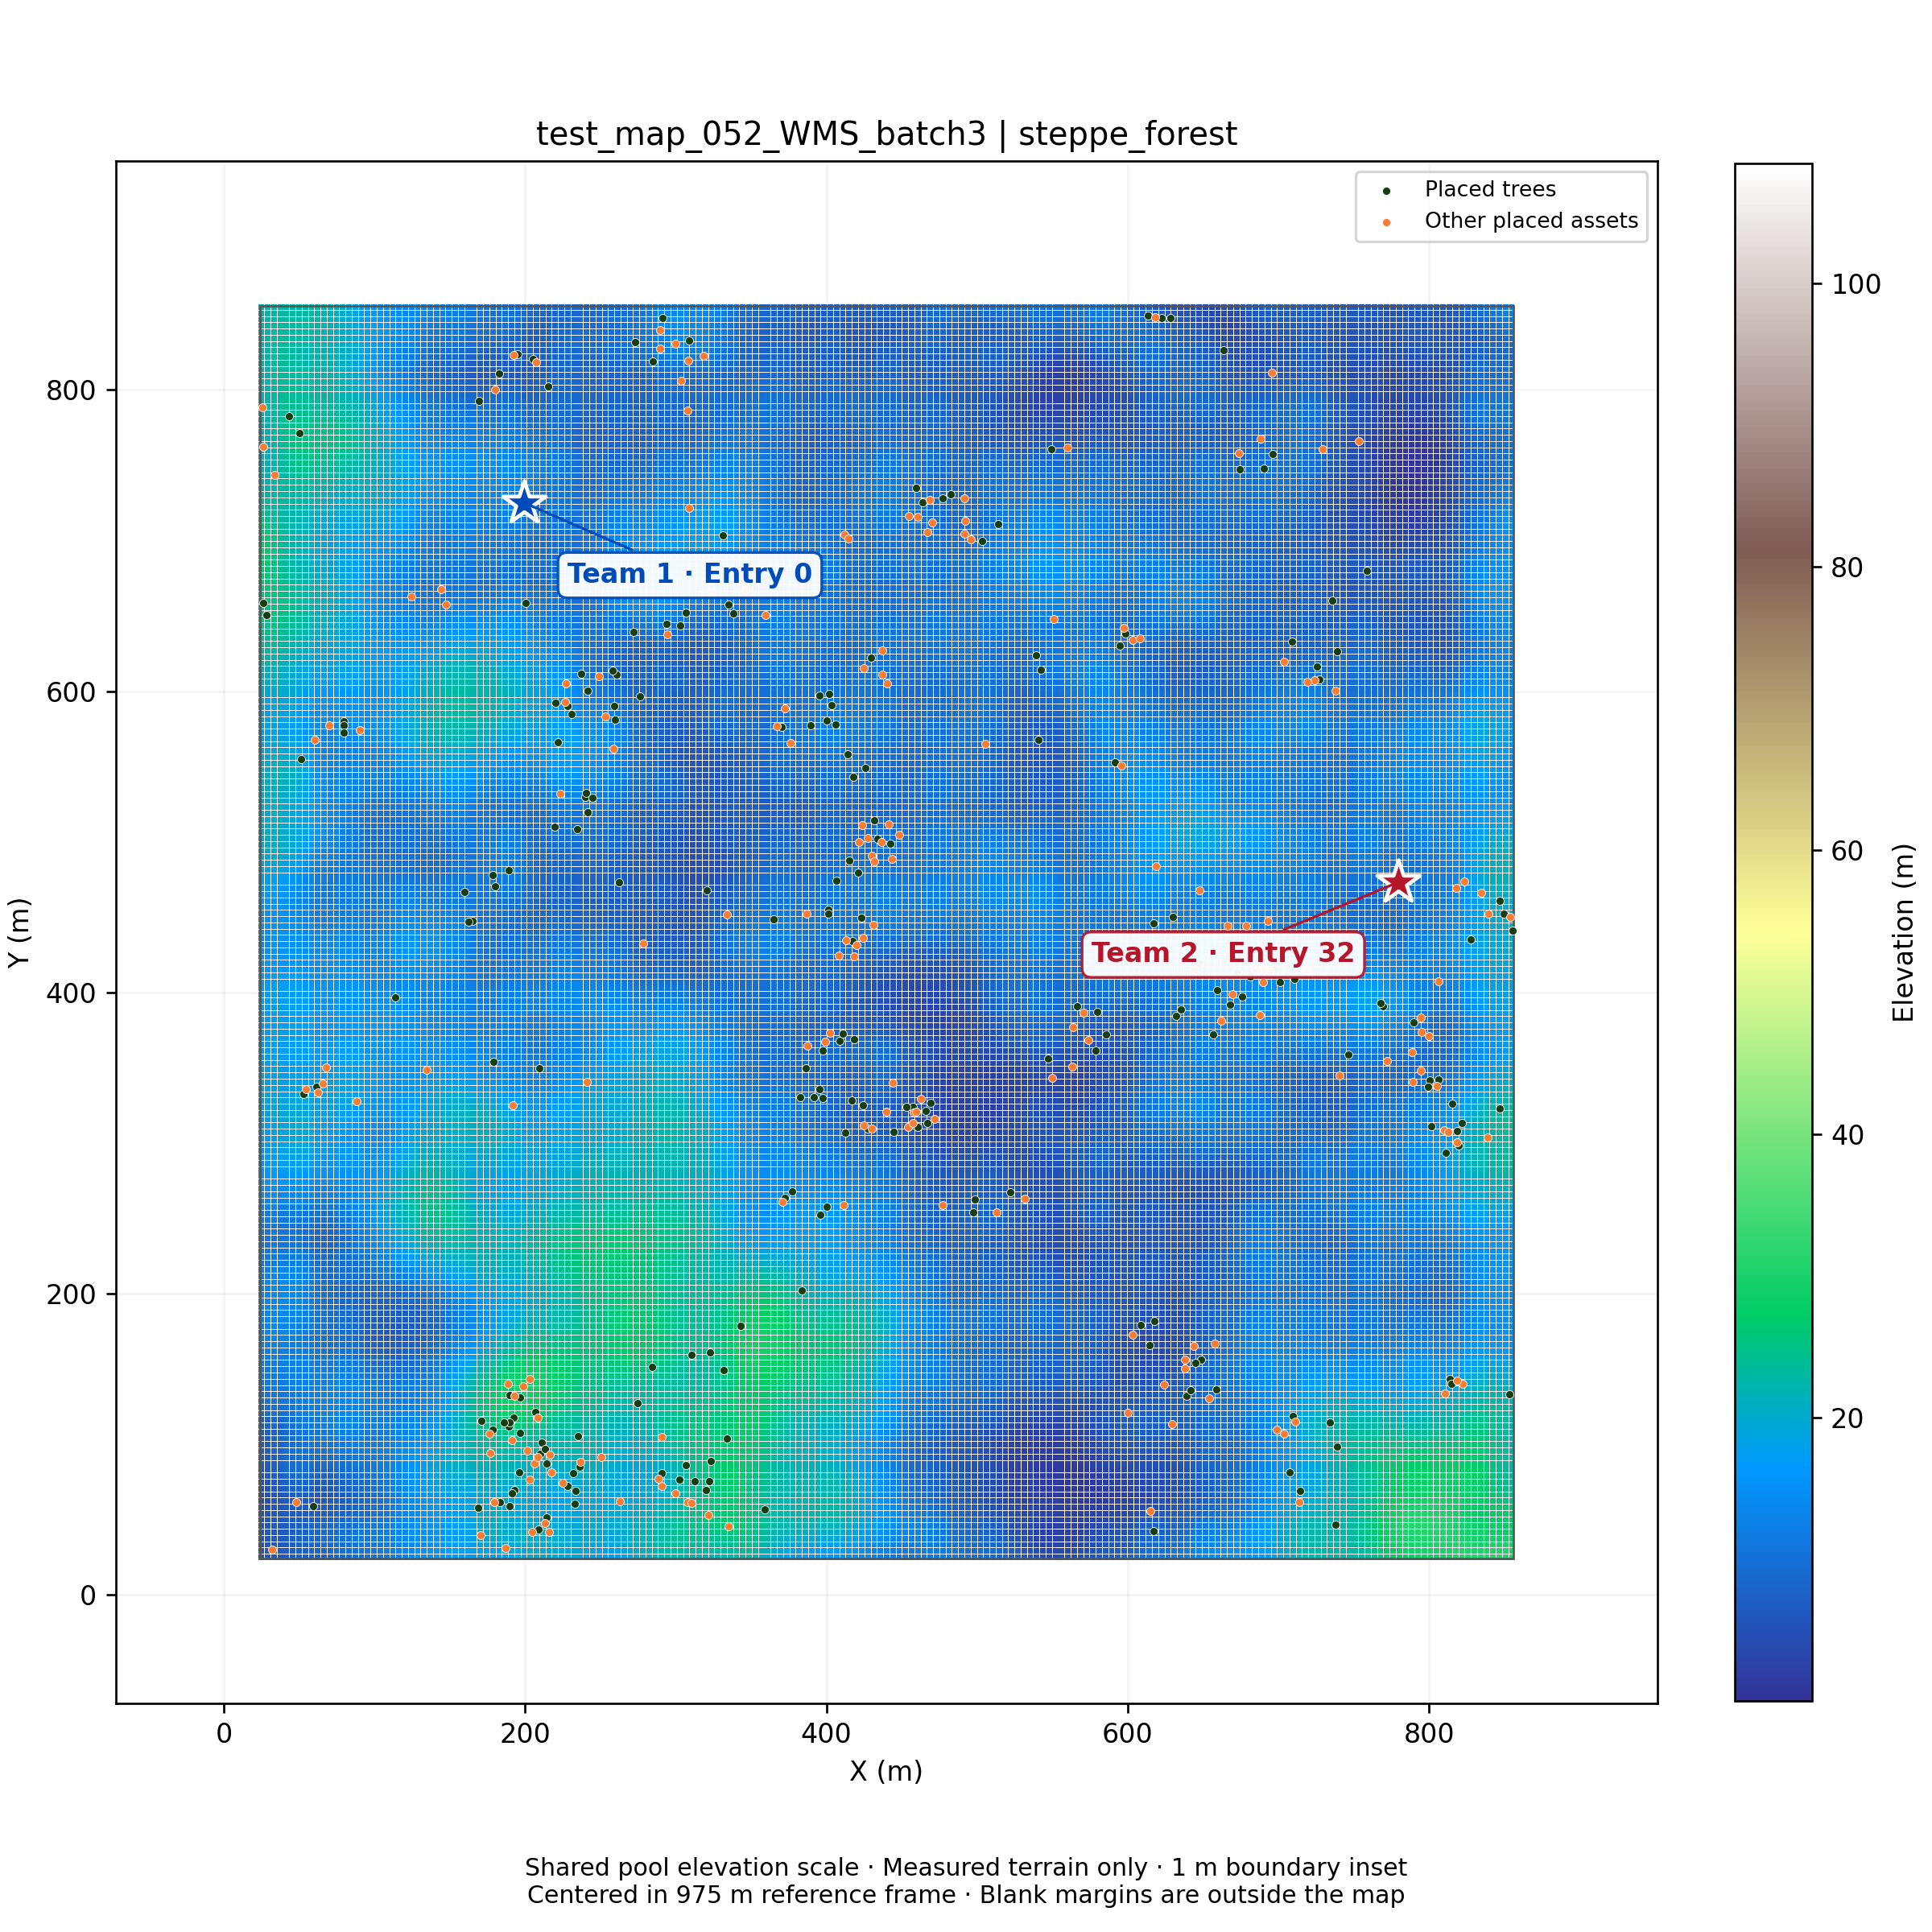 test_map_052_WMS_batch3 | steppe_forest
Placed trees
Other placed assets
Team 1 · Entry 0
Team 2 · Entry 32
800
600
400
200
0
Y (m)
0
200
400
600
800
X (m)
100
80
60
40
20
Elevation (m)
Shared pool elevation scale · Measured terrain only · 1 m boundary inset
Centered in 975 m reference frame · Blank margins are outside the map